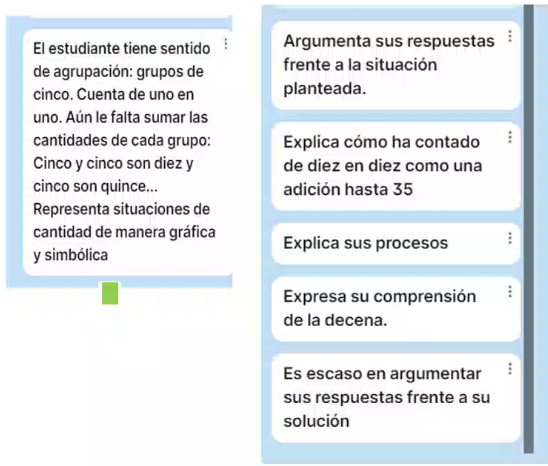 El estudiante tiene sentido
de agrupación: grupos de
cinco. Cuenta de uno en
uno. Aún le falta sumar las
cantidades de cada grupo:
Cinco y cinco son diez y
cinco son quince...
Representa situaciones de
cantidad de manera gráfica
y simbólica
Argumenta sus respuestas
frente a la situación
planteada.
Explica cómo ha contado
de diez en diez como una
adición hasta 35
Explica sus procesos
Expresa su comprensión
de la decena.
Es escaso en argumentar
sus respuestas frente a su
solución